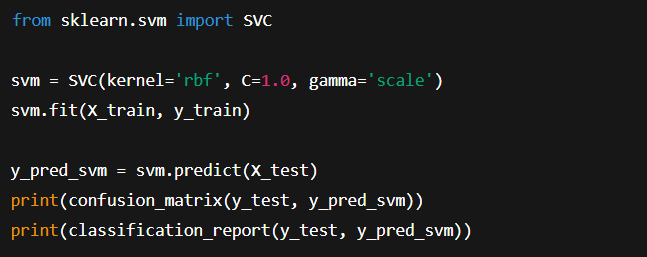 from sklearn.svm import SVC
svm = SVC(kernel='rbf', C=1.0, gamma='scale')
svm.fit(X_train, y_train)
y_pred_svm = svm.predict(X_test)
print(confusion_matrix(y_test, y_pred_svm))
print(classification_report(y_test, y_pred_svm))